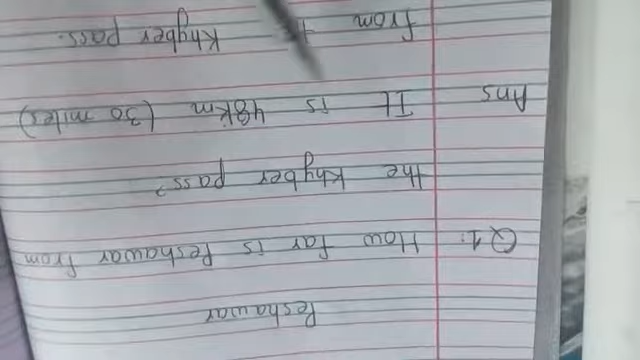 Peshawar
Q1: How far is Peshawar from
the Khyber pass?
Ans It is 48km (30 miles)
from Khyber pass.